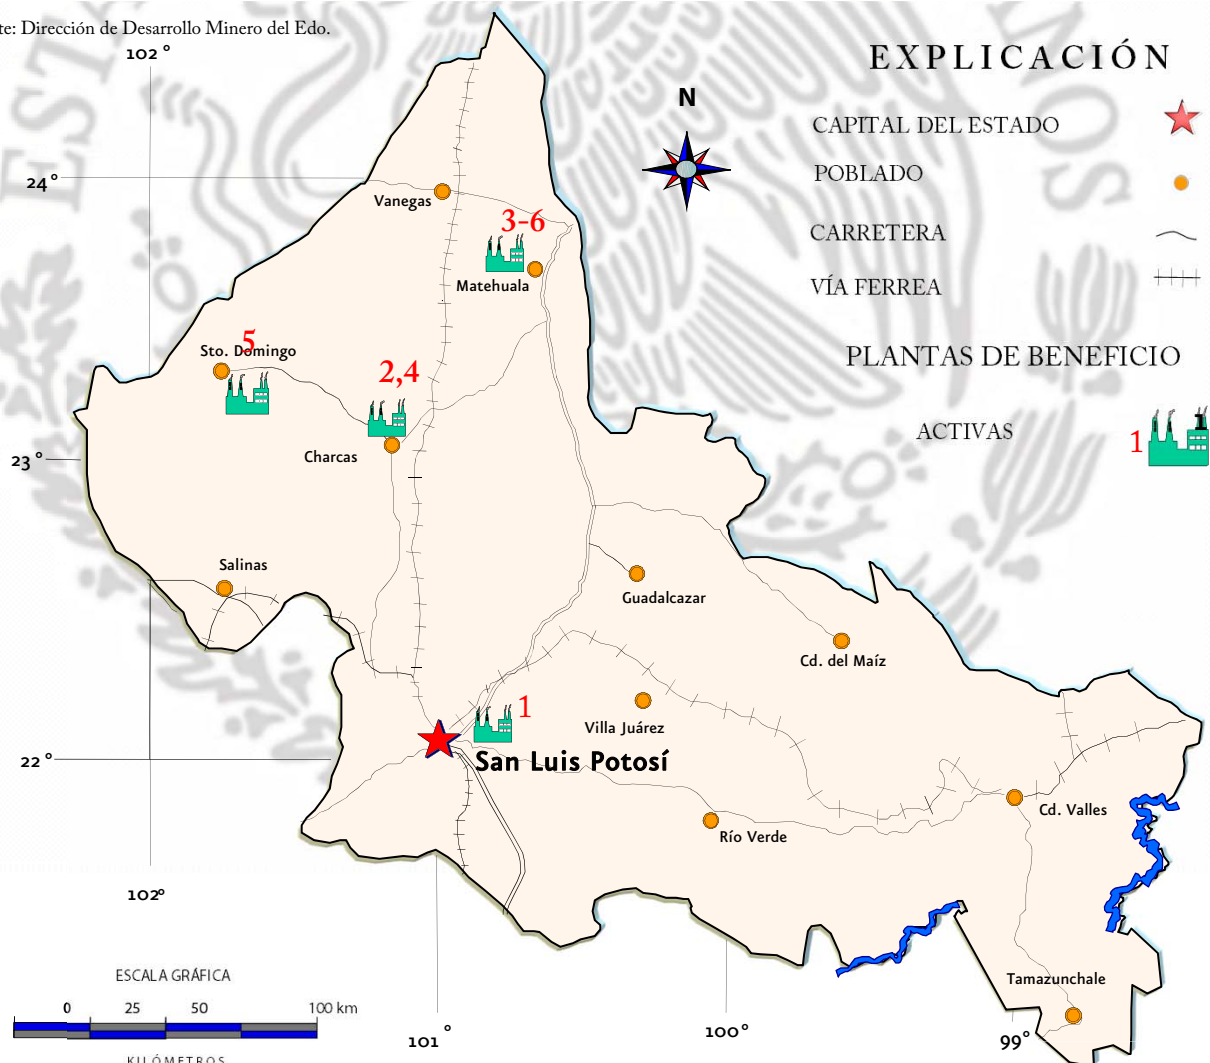 te: Dirección de Desarrollo Minero del Edo.
102°
EXPLICACIÓN
N
CAPITAL DEL ESTADO
POBLADO
24°
Vanegas
3-6
CARRETERA
Matehuala
VÍA FERREA
5
Sto. Domingo
PLANTAS DE BENEFICIO
2,4
ACTIVAS
1
Charcas
23°
Salinas
Guadalcazar
Cd. del Maíz
1
Villa Juárez
22°
San Luis Potosí
Cd. Valles
Río Verde
102°
ESCALA GRÁFICA
Tamazunchale
0 25 50 100 km
101°
100°
99°
KILÓMETROS